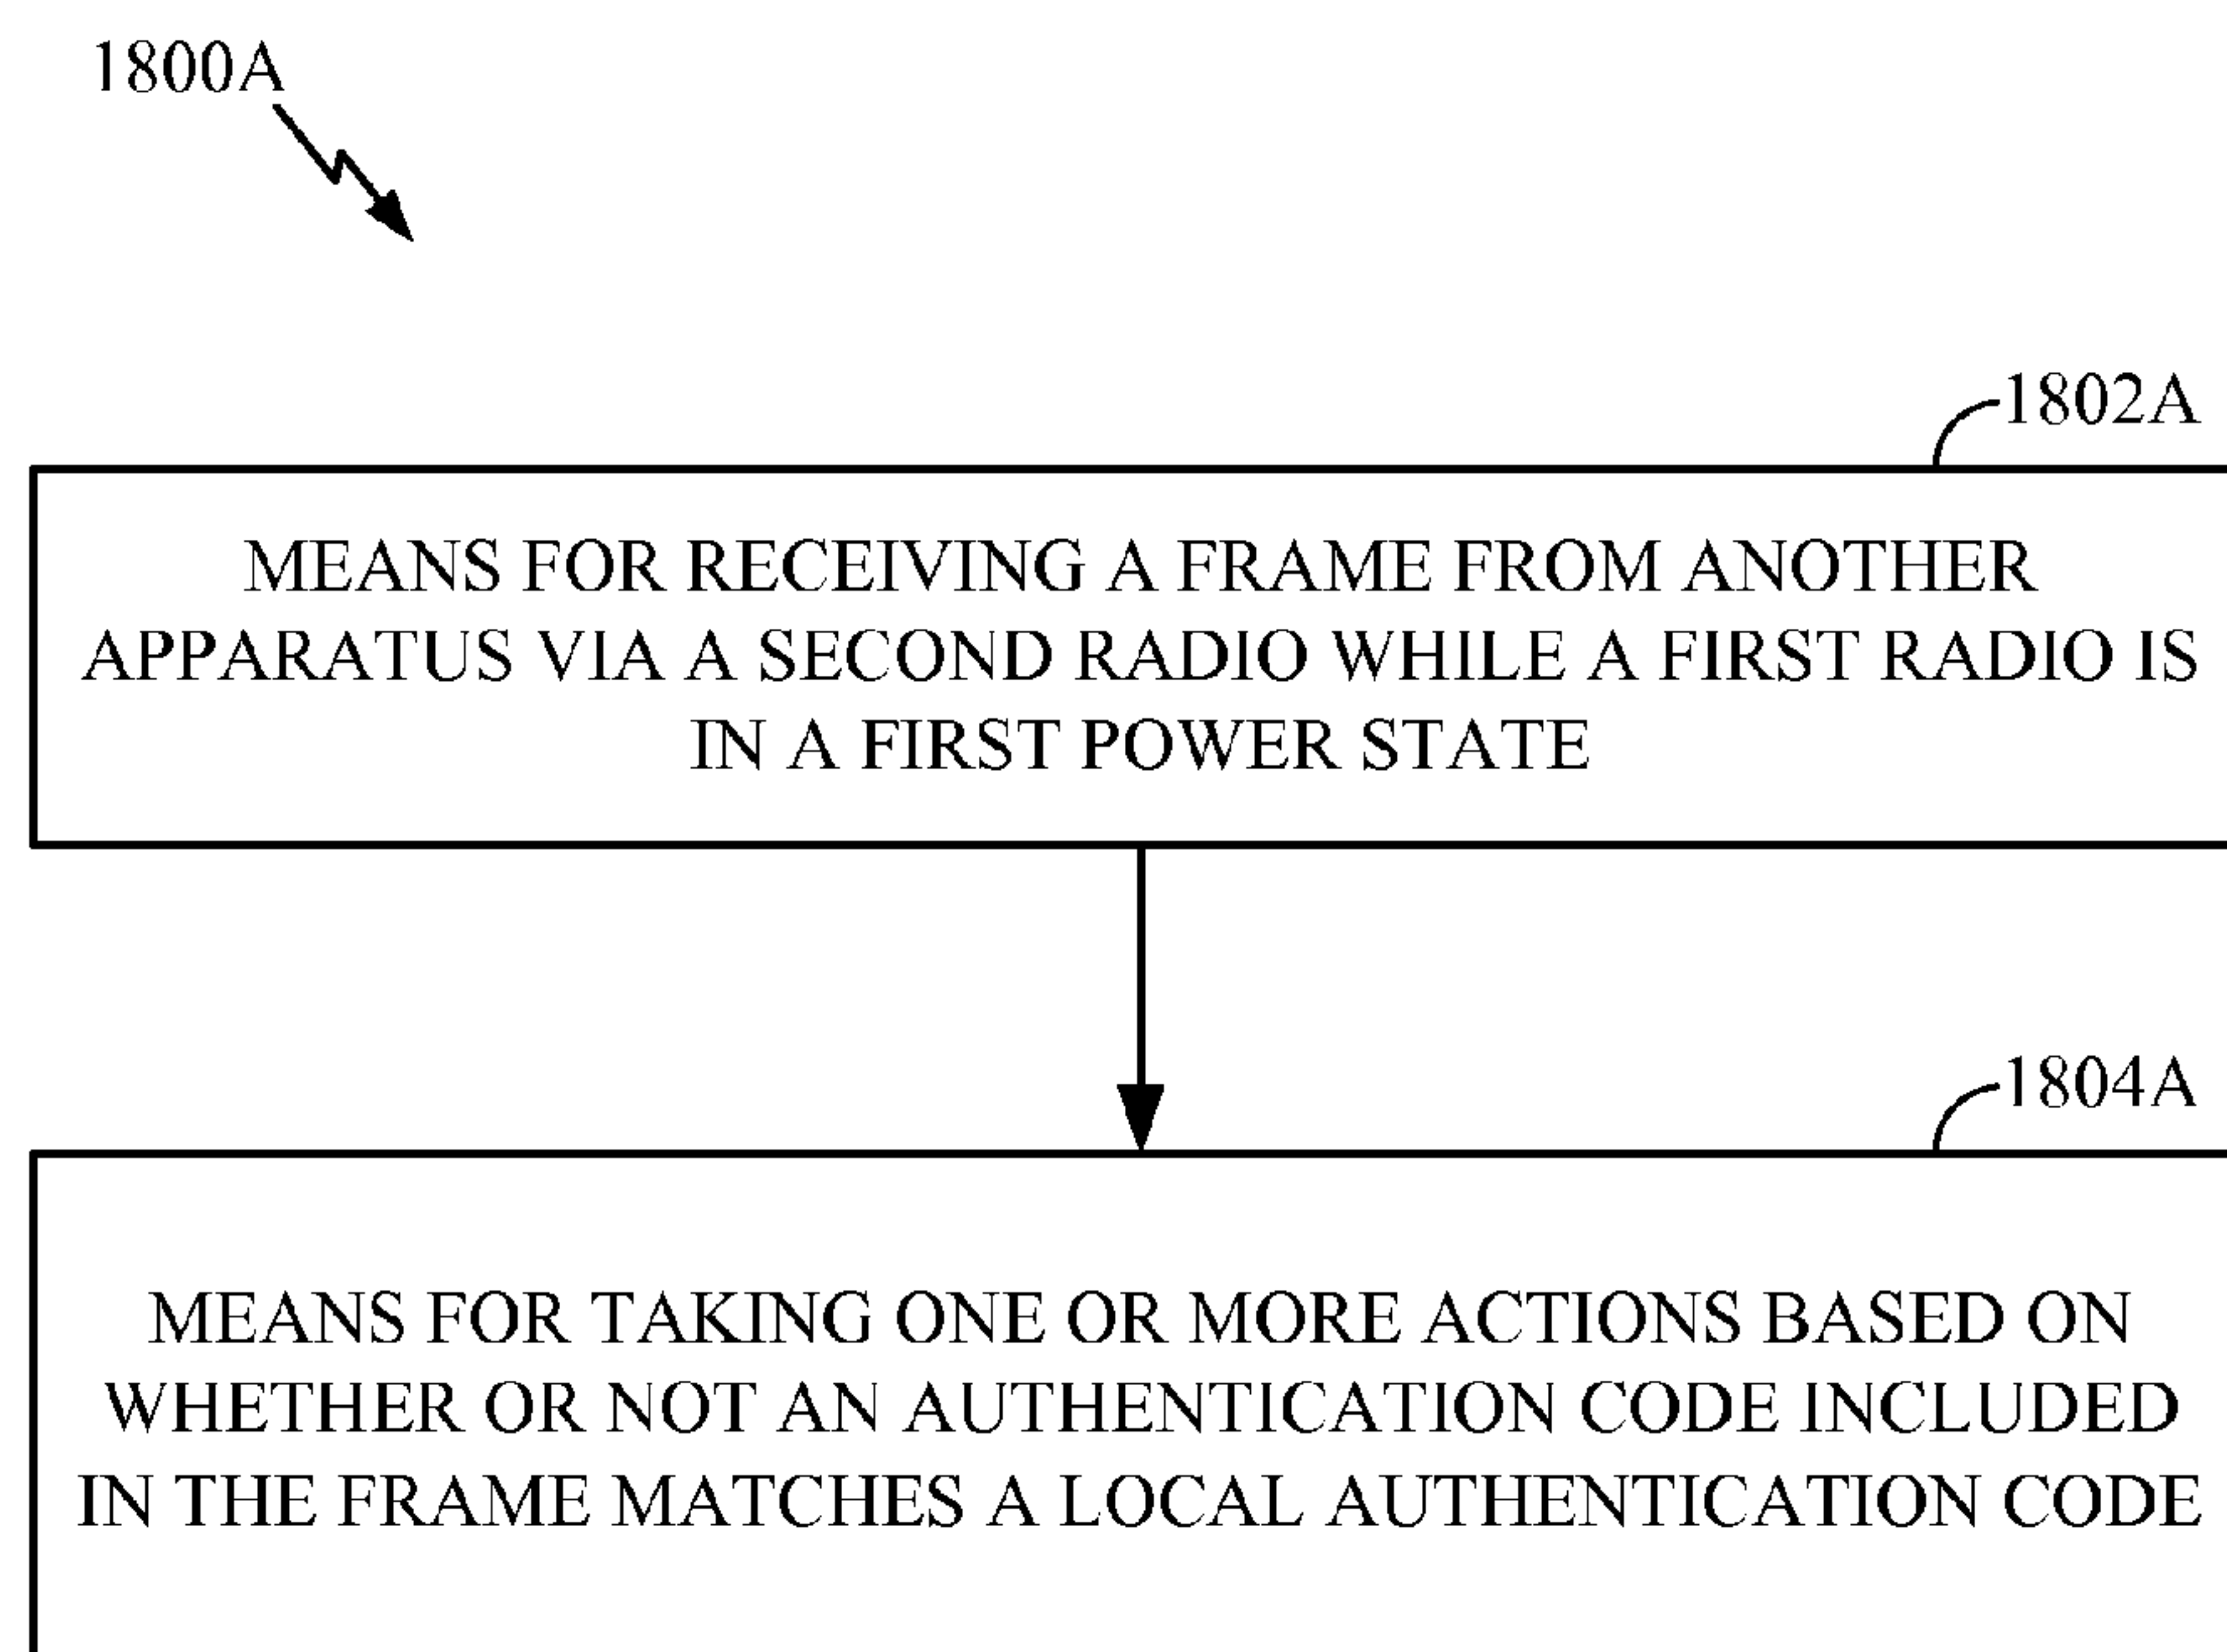 1800A
1802A
MEANS FOR RECEIVING A FRAME FROM ANOTHER
APPARATUS VIA A SECOND RADIO WHILE A FIRST RADIO IS
IN A FIRST POWER STATE
1804A
MEANS FOR TAKING ONE OR MORE ACTIONS BASED ON
WHETHER OR NOT AN AUTHENTICATION CODE INCLUDED
IN THE FRAME MATCHES A LOCAL AUTHENTICATION CODE